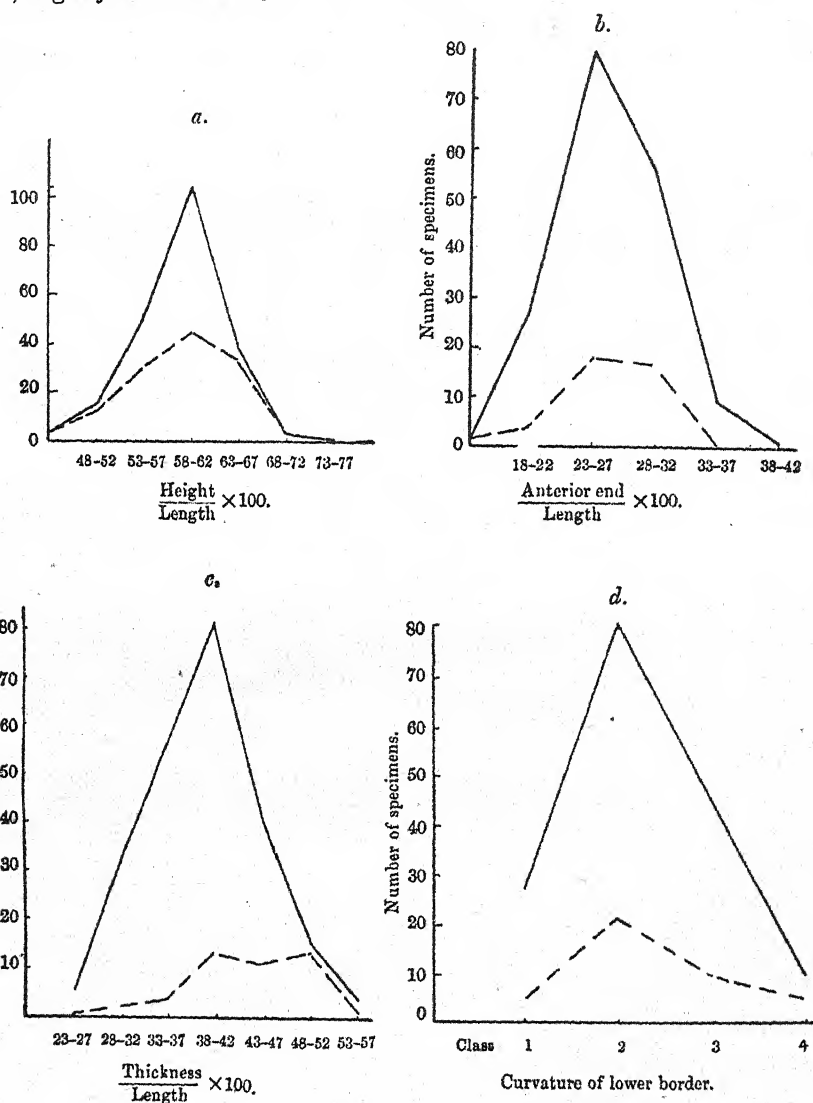 b.
80
70
60
50
40
30
20
10
0
Number of specimens.
18–22 23–27 28–32 33–37 38–42
Anterior end
Length ×100.
a.
100
80
60
40
20
0
48–52 53–57 58–62 63–67 68–72 73–77
Height
Length ×100.
c.
80
70
60
50
40
30
20
10
23–27 28–32 33–37 38–42 43–47 48–52 53–57
Thickness
Length ×100.
d.
80
70
60
50
40
30
20
10
0
Number of specimens.
Class 1 2 3 4
Curvature of lower border.